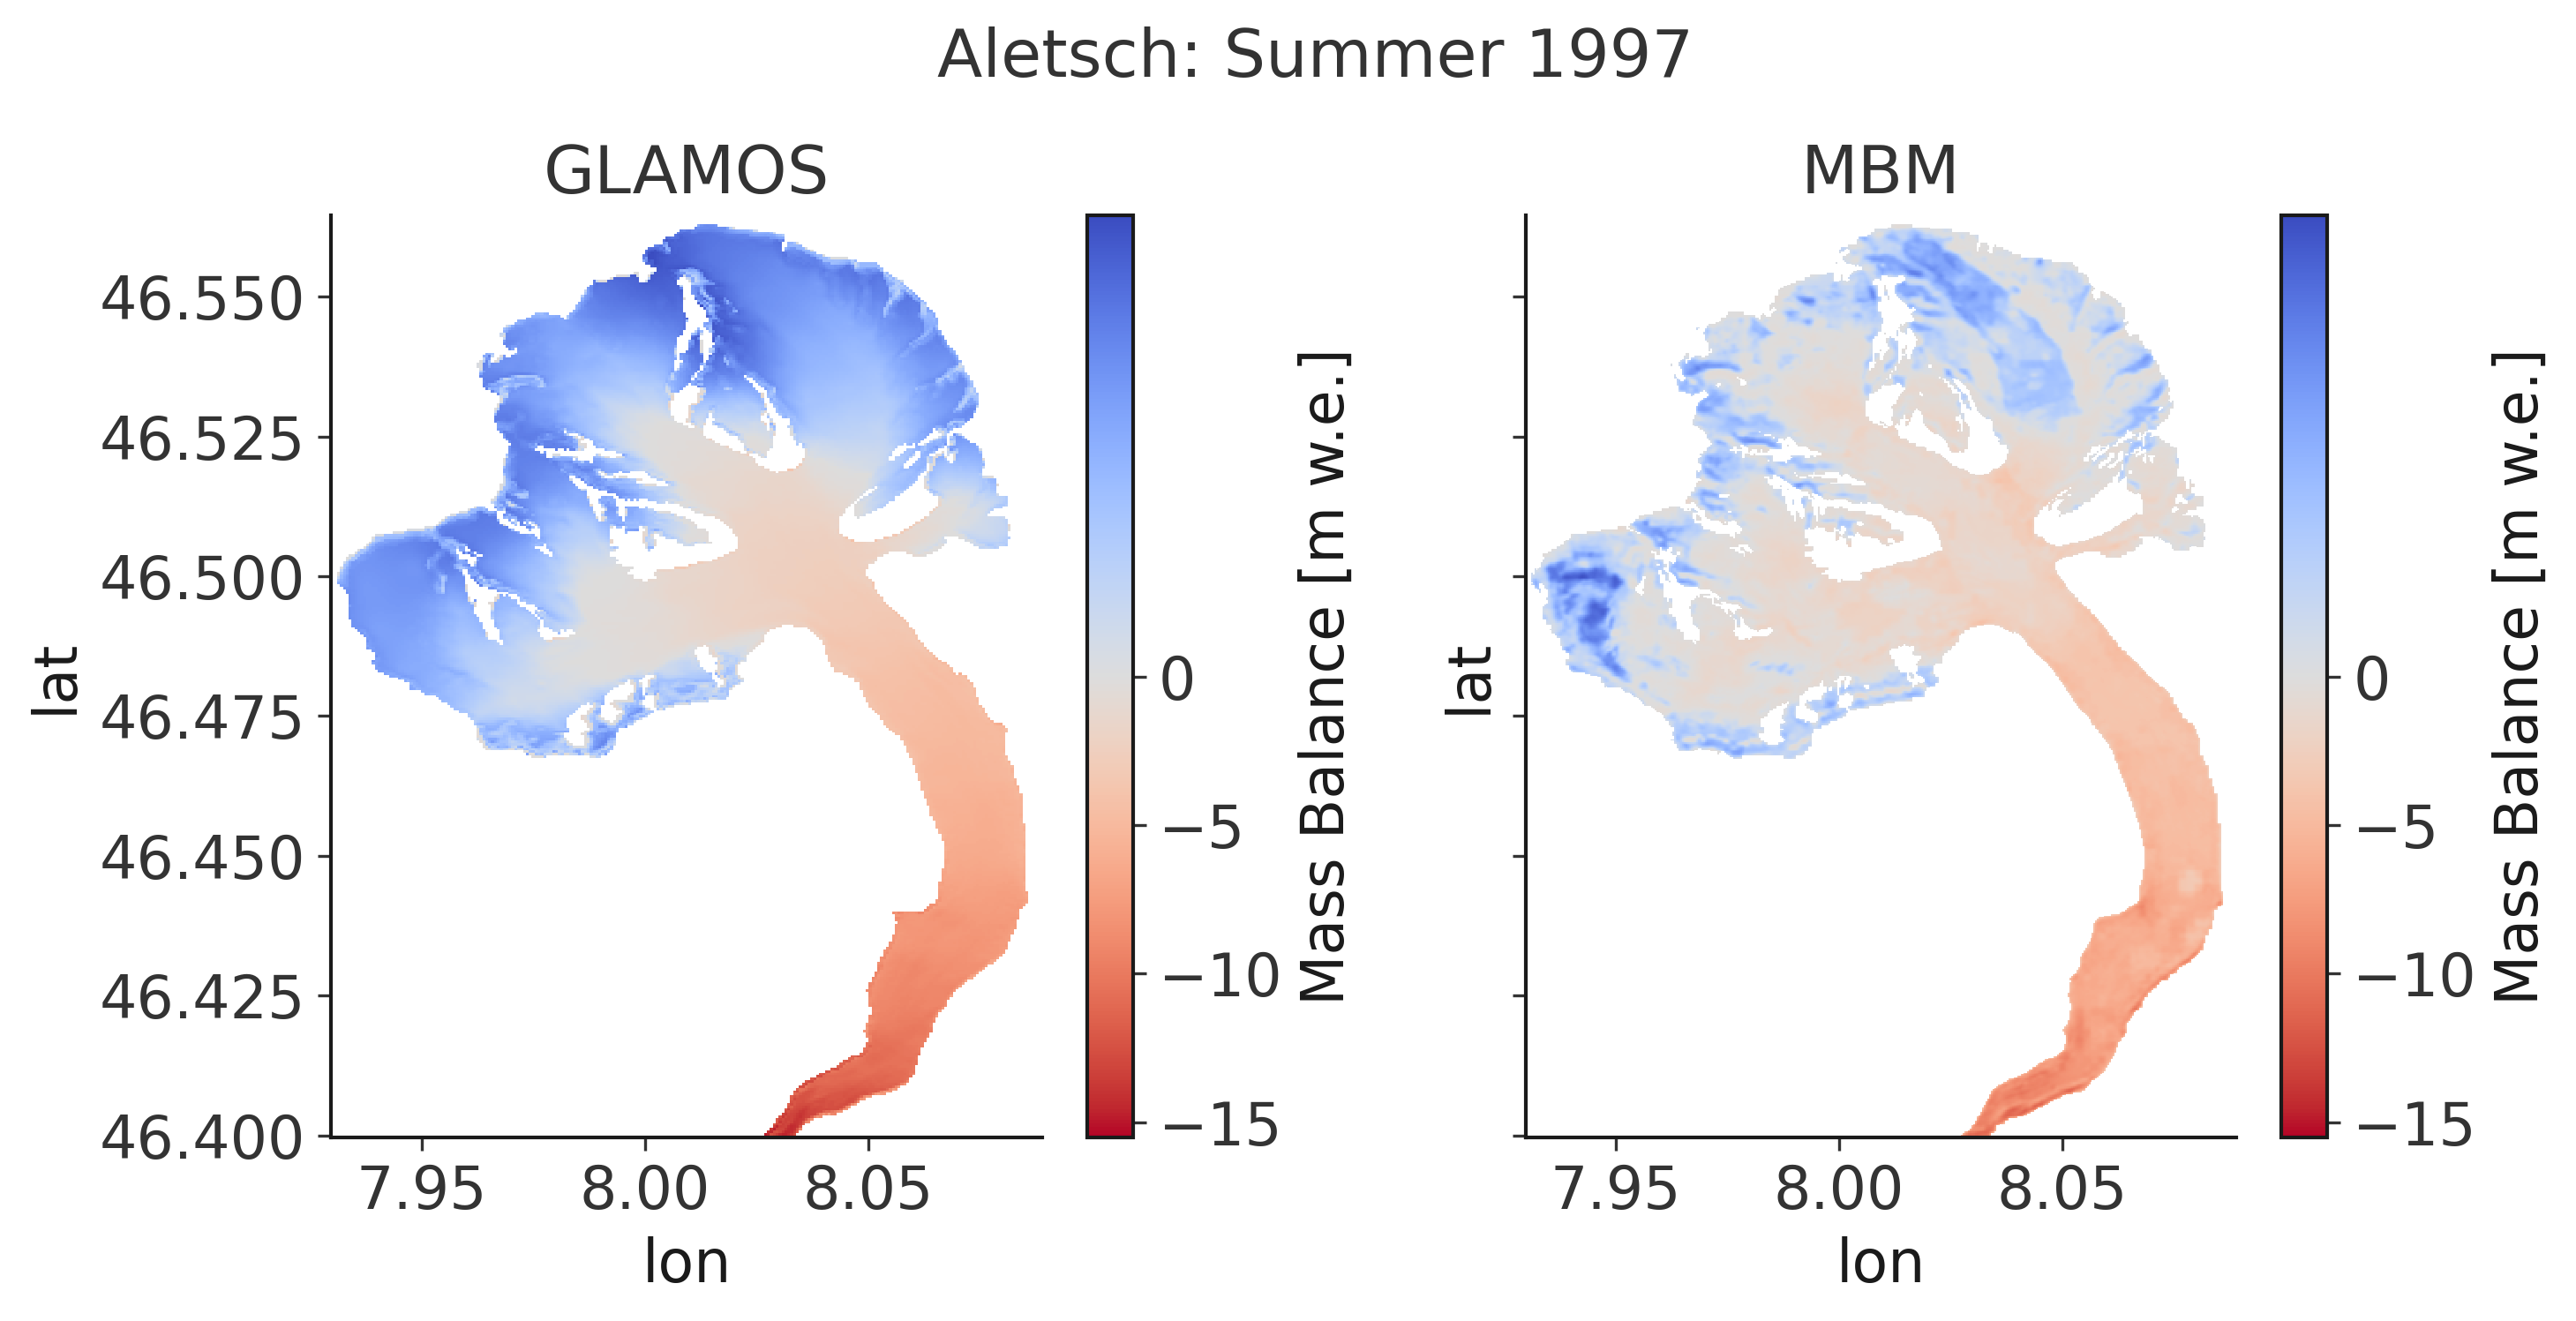 Aletsch: Summer 1997
GLAMOS
46.550
46.525
46.500
46.475
46.450
46.425
46.400
lat
7.95 8.00 8.05
lon
0
−5
−10
−15
Mass Balance [m w.e.]
MBM
lat
7.95 8.00 8.05
lon
0
−5
−10
−15
Mass Balance [m w.e.]